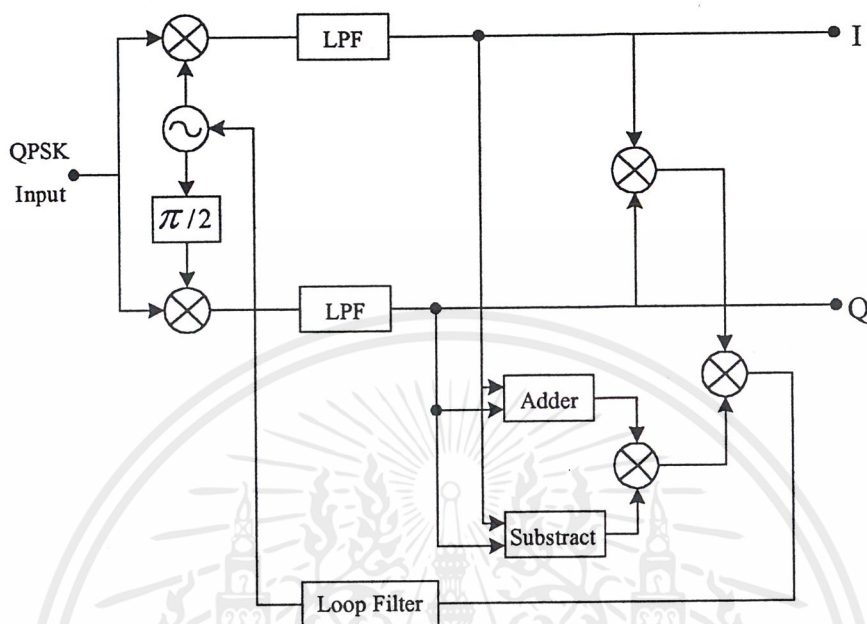 LPF
I
QPSK
Input
π/2
LPF
Q
Adder
Substract
Loop Filter